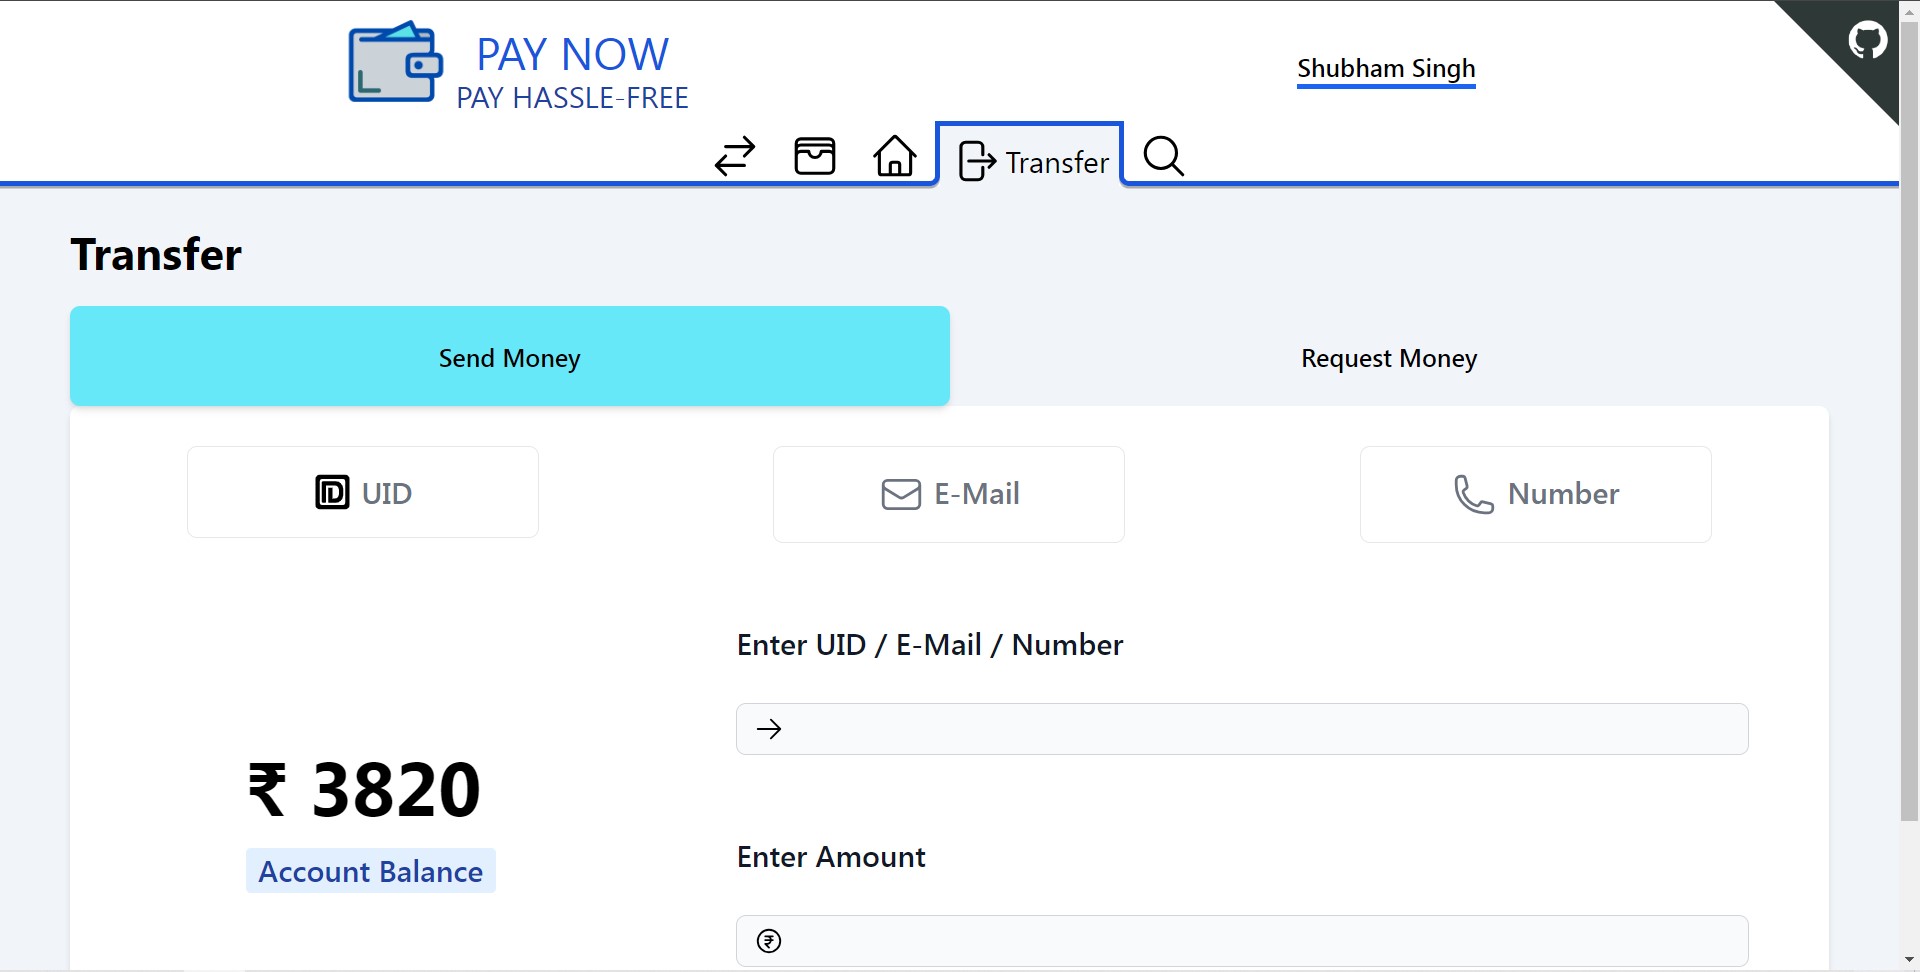 PAY NOW
PAY HASSLE-FREE
Shubham Singh
Transfer
Transfer
Send Money
Request Money
UID
E-Mail
Number
Enter UID / E-Mail / Number
₹ 3820
Account Balance
Enter Amount
₹